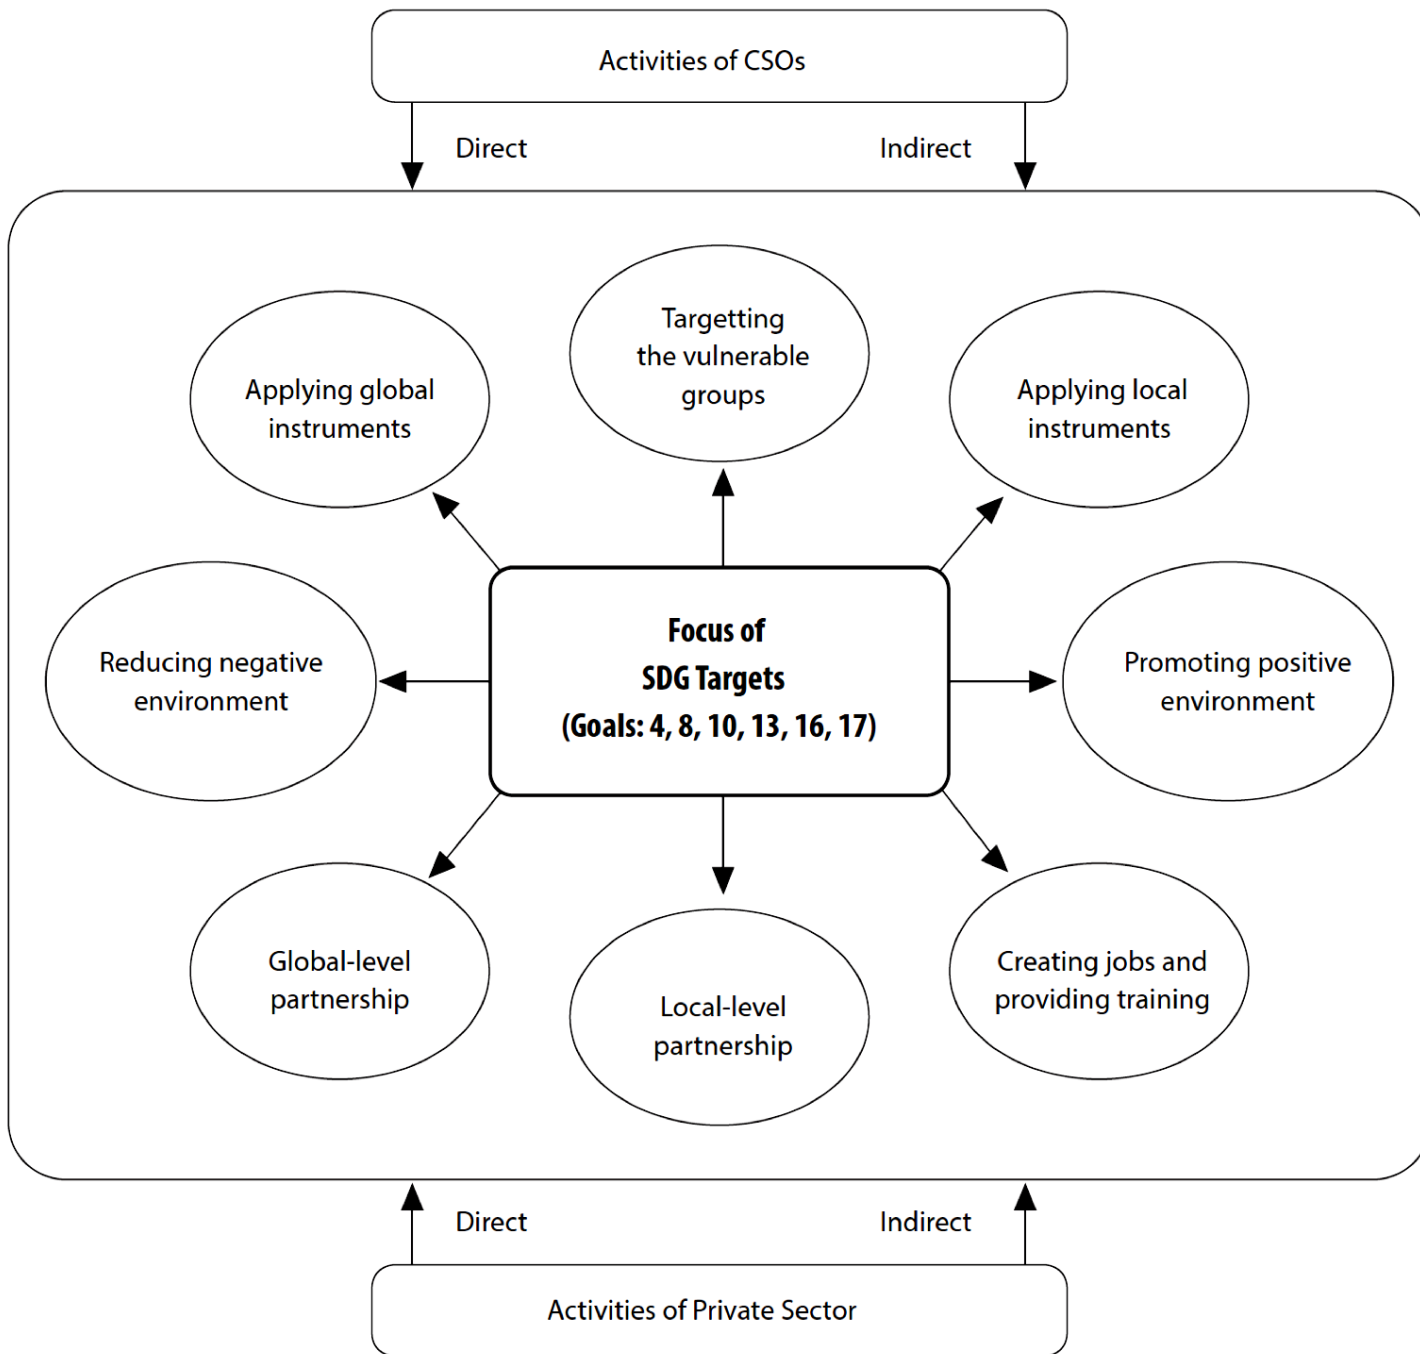 Activities of CSOs
Direct
Indirect
Targetting
the vulnerable
groups
Applying global
instruments
Applying local
instruments
Focus of
SDG Targets
(Goals: 4, 8, 10, 13, 16, 17)
Reducing negative
environment
Promoting positive
environment
Global-level
partnership
Local-level
partnership
Creating jobs and
providing training
Direct
Indirect
Activities of Private Sector